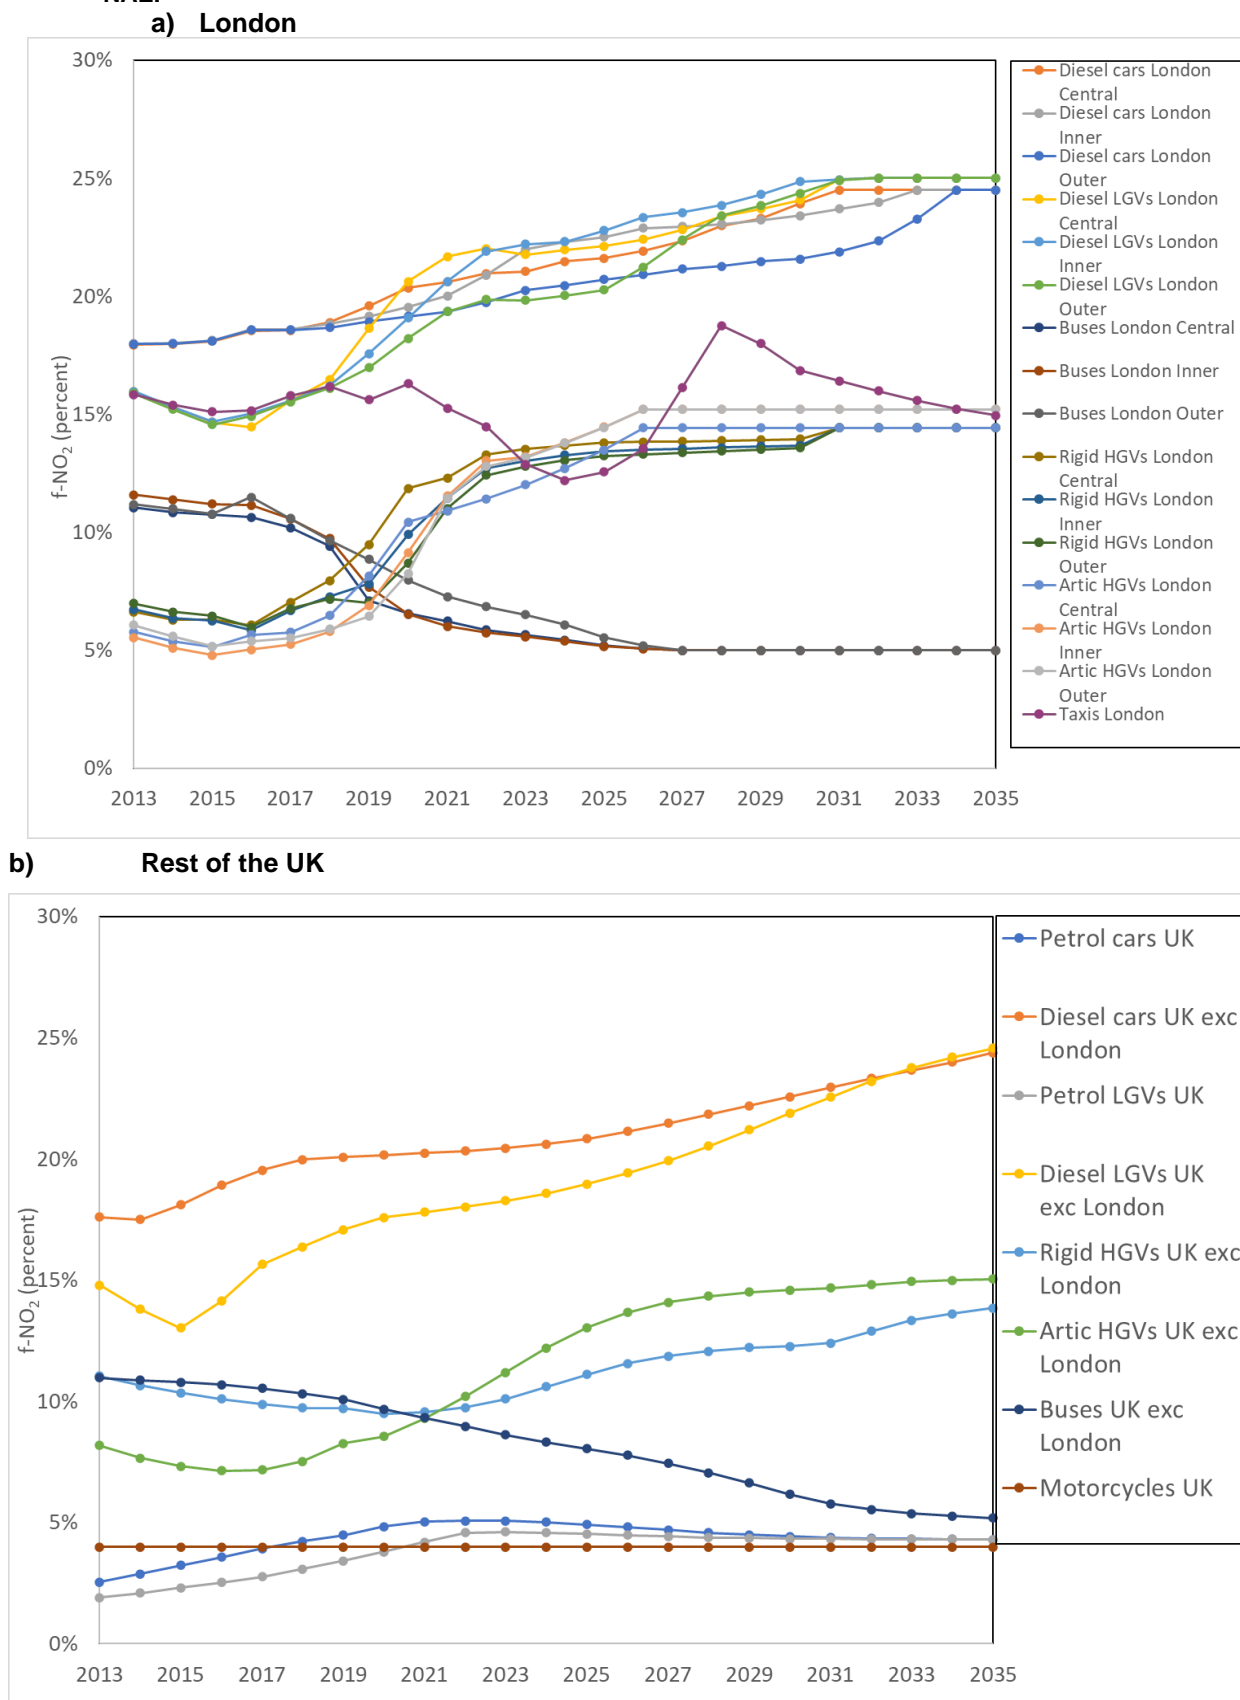 a) London
30%
25%
20%
15%
10%
5%
0%
f-NO₂ (percent)
2013 2015 2017 2019 2021 2023 2025 2027 2029 2031 2033 2035
Diesel cars London
Central
Diesel cars London
Inner
Diesel cars London
Outer
Diesel LGVs London
Central
Diesel LGVs London
Inner
Diesel LGVs London
Outer
Buses London Central
Buses London Inner
Buses London Outer
Rigid HGVs London
Central
Rigid HGVs London
Inner
Rigid HGVs London
Outer
Artic HGVs London
Central
Artic HGVs London
Inner
Artic HGVs London
Outer
Taxis London
b) Rest of the UK
30%
25%
20%
15%
10%
5%
0%
f-NO₂ (percent)
2013 2015 2017 2019 2021 2023 2025 2027 2029 2031 2033 2035
Petrol cars UK
Diesel cars UK exc
London
Petrol LGVs UK
Diesel LGVs UK
exc London
Rigid HGVs UK exc
London
Artic HGVs UK exc
London
Buses UK exc
London
Motorcycles UK